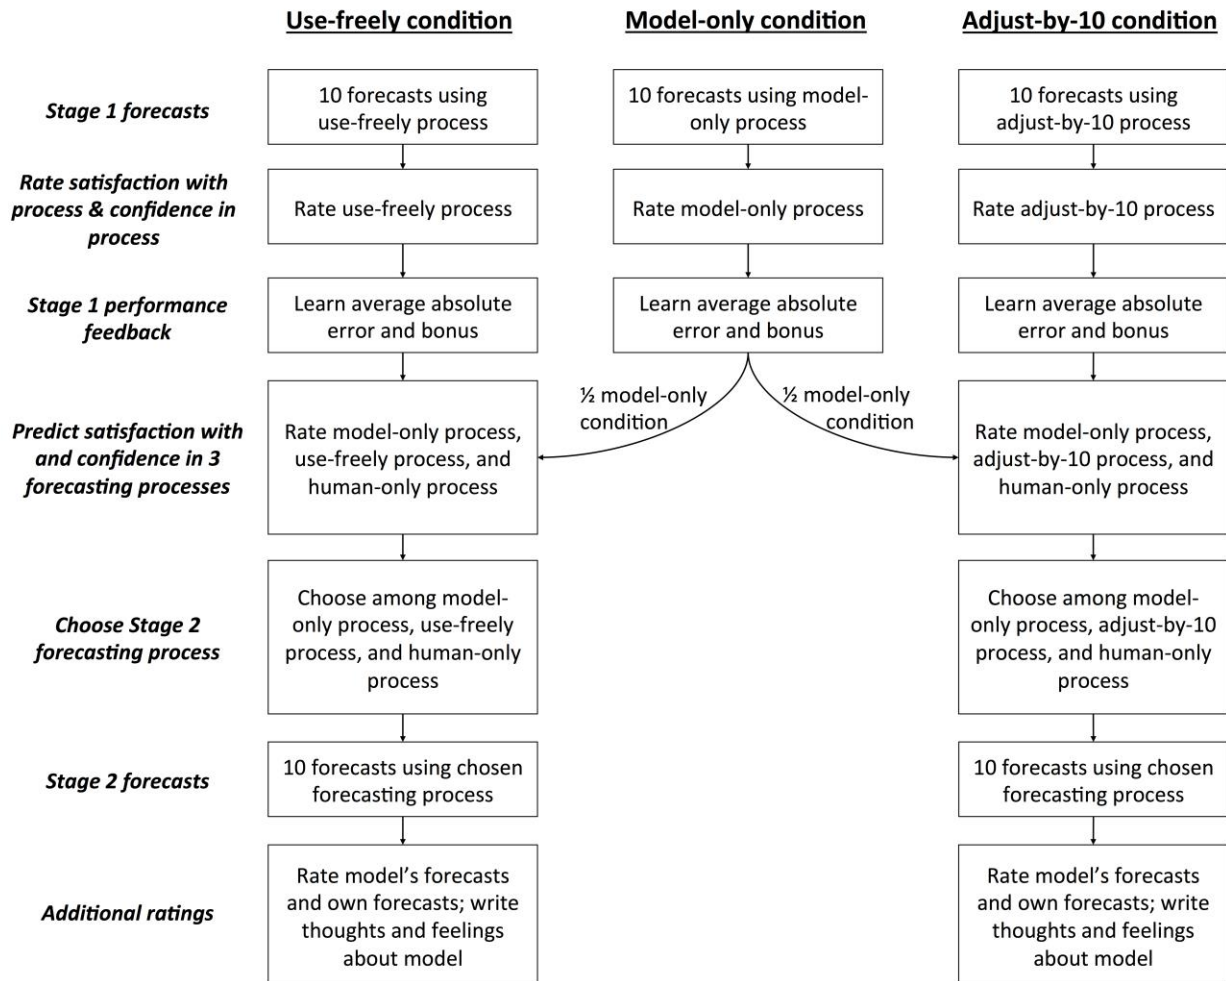 Use-freely condition
Model-only condition
Adjust-by-10 condition
Stage 1 forecasts
10 forecasts using
use-freely process
10 forecasts using model-
only process
10 forecasts using
adjust-by-10 process
Rate satisfaction with
process & confidence in
process
Rate use-freely process
Rate model-only process
Rate adjust-by-10 process
Stage 1 performance
feedback
Learn average absolute
error and bonus
Learn average absolute
error and bonus
Learn average absolute
error and bonus
½ model-only
condition
½ model-only
condition
Predict satisfaction with
and confidence in 3
forecasting processes
Rate model-only process,
use-freely process, and
human-only process
Rate model-only process,
adjust-by-10 process, and
human-only process
Choose Stage 2
forecasting process
Choose among model-
only process, use-freely
process, and human-only
process
Choose among model-
only process, adjust-by-10
process, and human-only
process
Stage 2 forecasts
10 forecasts using chosen
forecasting process
10 forecasts using chosen
forecasting process
Additional ratings
Rate model’s forecasts
and own forecasts; write
thoughts and feelings
about model
Rate model’s forecasts
and own forecasts; write
thoughts and feelings
about model